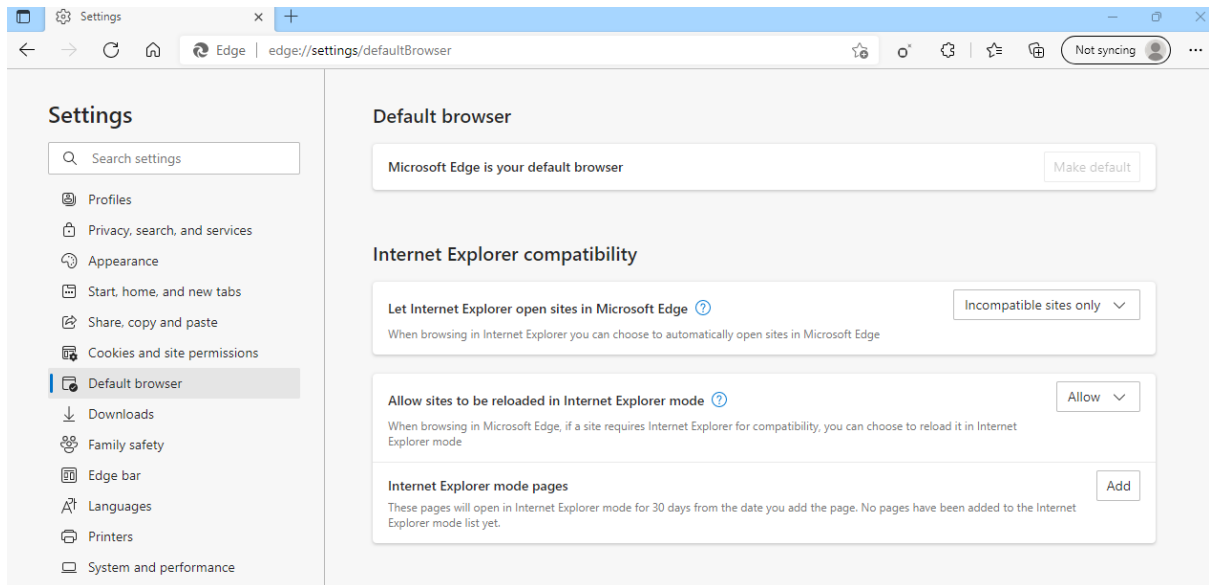 Settings
Edge
edge://settings/defaultBrowser
Not syncing
Settings
Search settings
Profiles
Privacy, search, and services
Appearance
Start, home, and new tabs
Share, copy and paste
Cookies and site permissions
Default browser
Downloads
Family safety
Edge bar
Languages
Printers
System and performance
Default browser
Microsoft Edge is your default browser
Make default
Internet Explorer compatibility
Let Internet Explorer open sites in Microsoft Edge
Incompatible sites only
When browsing in Internet Explorer you can choose to automatically open sites in Microsoft Edge
Allow sites to be reloaded in Internet Explorer mode
Allow
When browsing in Microsoft Edge, if a site requires Internet Explorer for compatibility, you can choose to reload it in Internet
Explorer mode
Internet Explorer mode pages
Add
These pages will open in Internet Explorer mode for 30 days from the date you add the page. No pages have been added to the Internet
Explorer mode list yet.